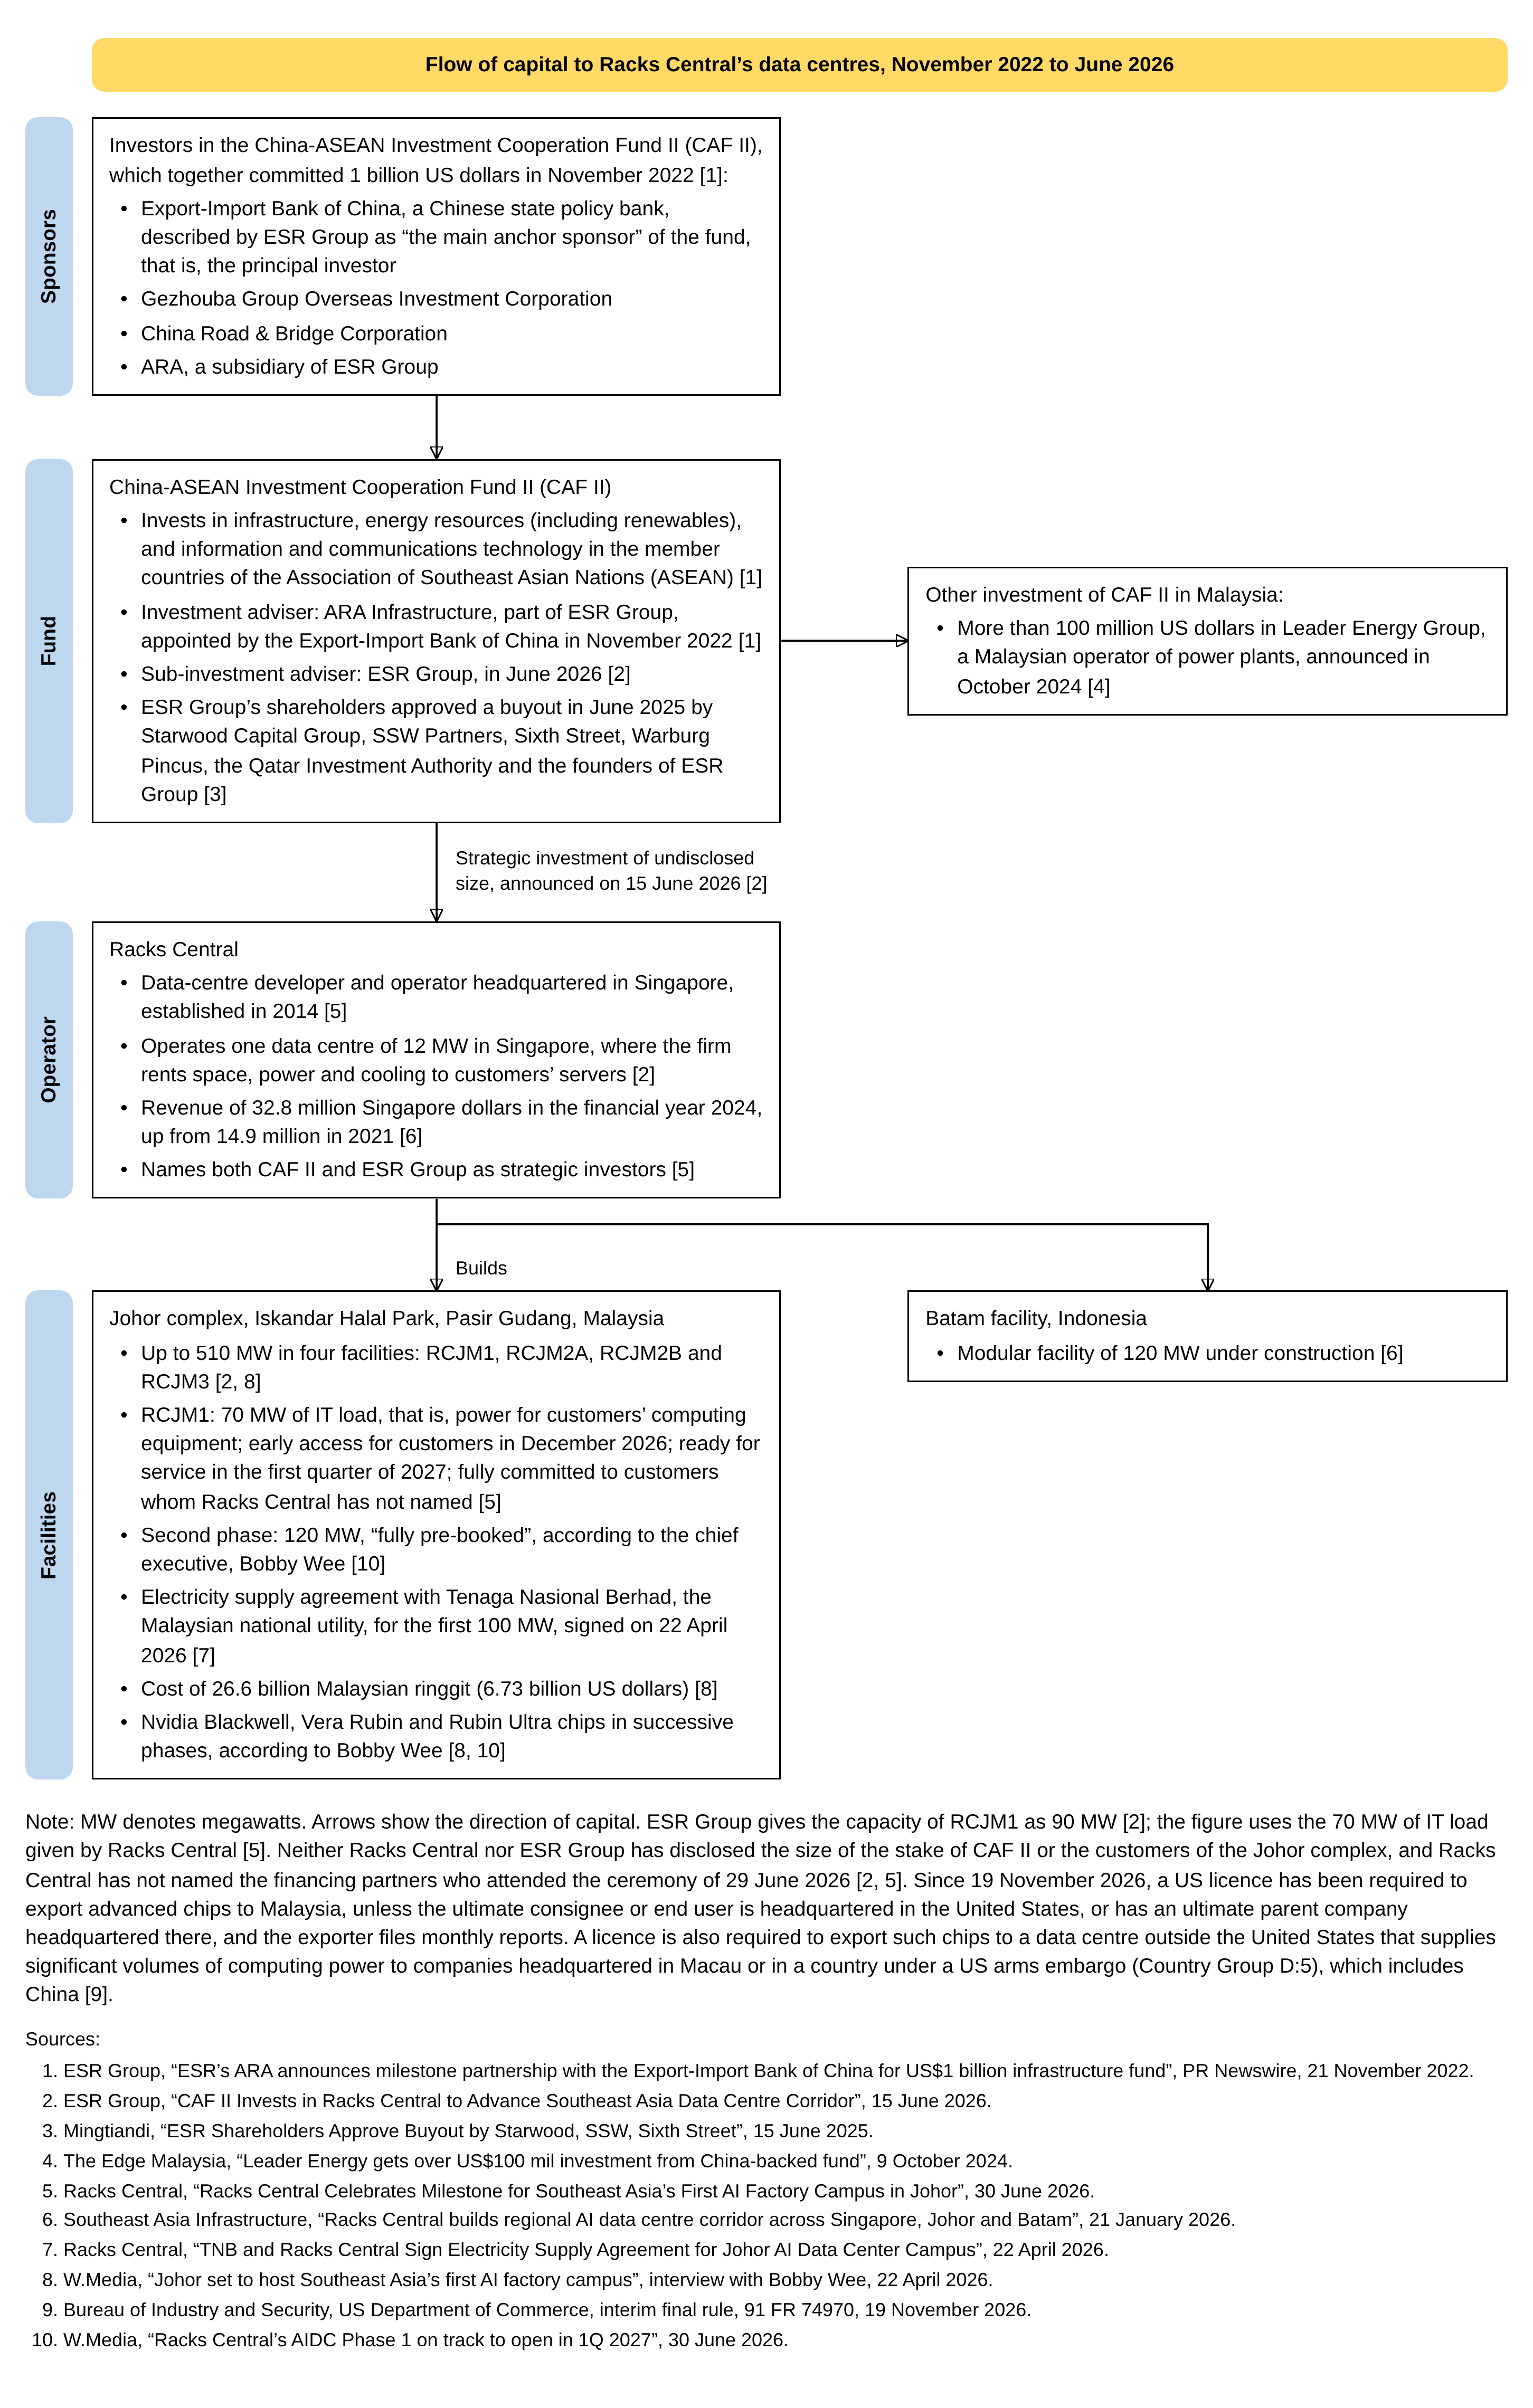 Flow of capital to Racks Central’s data centres, November 2022 to June 2026
Sponsors
Investors in the China-ASEAN Investment Cooperation Fund II (CAF II),
which together committed 1 billion US dollars in November 2022 [1]:
• Export-Import Bank of China, a Chinese state policy bank,
described by ESR Group as “the main anchor sponsor” of the fund,
that is, the principal investor
• Gezhouba Group Overseas Investment Corporation
• China Road & Bridge Corporation
• ARA, a subsidiary of ESR Group
Fund
China-ASEAN Investment Cooperation Fund II (CAF II)
• Invests in infrastructure, energy resources (including renewables),
and information and communications technology in the member
countries of the Association of Southeast Asian Nations (ASEAN) [1]
• Investment adviser: ARA Infrastructure, part of ESR Group,
appointed by the Export-Import Bank of China in November 2022 [1]
• Sub-investment adviser: ESR Group, in June 2026 [2]
• ESR Group’s shareholders approved a buyout in June 2025 by
Starwood Capital Group, SSW Partners, Sixth Street, Warburg
Pincus, the Qatar Investment Authority and the founders of ESR
Group [3]
Other investment of CAF II in Malaysia:
• More than 100 million US dollars in Leader Energy Group,
a Malaysian operator of power plants, announced in
October 2024 [4]
Strategic investment of undisclosed
size, announced on 15 June 2026 [2]
Operator
Racks Central
• Data-centre developer and operator headquartered in Singapore,
established in 2014 [5]
• Operates one data centre of 12 MW in Singapore, where the firm
rents space, power and cooling to customers’ servers [2]
• Revenue of 32.8 million Singapore dollars in the financial year 2024,
up from 14.9 million in 2021 [6]
• Names both CAF II and ESR Group as strategic investors [5]
Builds
Facilities
Johor complex, Iskandar Halal Park, Pasir Gudang, Malaysia
• Up to 510 MW in four facilities: RCJM1, RCJM2A, RCJM2B and
RCJM3 [2, 8]
• RCJM1: 70 MW of IT load, that is, power for customers’ computing
equipment; early access for customers in December 2026; ready for
service in the first quarter of 2027; fully committed to customers
whom Racks Central has not named [5]
• Second phase: 120 MW, “fully pre-booked”, according to the chief
executive, Bobby Wee [10]
• Electricity supply agreement with Tenaga Nasional Berhad, the
Malaysian national utility, for the first 100 MW, signed on 22 April
2026 [7]
• Cost of 26.6 billion Malaysian ringgit (6.73 billion US dollars) [8]
• Nvidia Blackwell, Vera Rubin and Rubin Ultra chips in successive
phases, according to Bobby Wee [8, 10]
Batam facility, Indonesia
• Modular facility of 120 MW under construction [6]
Note: MW denotes megawatts. Arrows show the direction of capital. ESR Group gives the capacity of RCJM1 as 90 MW [2]; the figure uses the 70 MW of IT load
given by Racks Central [5]. Neither Racks Central nor ESR Group has disclosed the size of the stake of CAF II or the customers of the Johor complex, and Racks
Central has not named the financing partners who attended the ceremony of 29 June 2026 [2, 5]. Since 19 November 2026, a US licence has been required to
export advanced chips to Malaysia, unless the ultimate consignee or end user is headquartered in the United States, or has an ultimate parent company
headquartered there, and the exporter files monthly reports. A licence is also required to export such chips to a data centre outside the United States that supplies
significant volumes of computing power to companies headquartered in Macau or in a country under a US arms embargo (Country Group D:5), which includes
China [9].
Sources:
1. ESR Group, “ESR’s ARA announces milestone partnership with the Export-Import Bank of China for US$1 billion infrastructure fund”, PR Newswire, 21 November 2022.
2. ESR Group, “CAF II Invests in Racks Central to Advance Southeast Asia Data Centre Corridor”, 15 June 2026.
3. Mingtiandi, “ESR Shareholders Approve Buyout by Starwood, SSW, Sixth Street”, 15 June 2025.
4. The Edge Malaysia, “Leader Energy gets over US$100 mil investment from China-backed fund”, 9 October 2024.
5. Racks Central, “Racks Central Celebrates Milestone for Southeast Asia’s First AI Factory Campus in Johor”, 30 June 2026.
6. Southeast Asia Infrastructure, “Racks Central builds regional AI data centre corridor across Singapore, Johor and Batam”, 21 January 2026.
7. Racks Central, “TNB and Racks Central Sign Electricity Supply Agreement for Johor AI Data Center Campus”, 22 April 2026.
8. W.Media, “Johor set to host Southeast Asia’s first AI factory campus”, interview with Bobby Wee, 22 April 2026.
9. Bureau of Industry and Security, US Department of Commerce, interim final rule, 91 FR 74970, 19 November 2026.
10. W.Media, “Racks Central’s AIDC Phase 1 on track to open in 1Q 2027”, 30 June 2026.